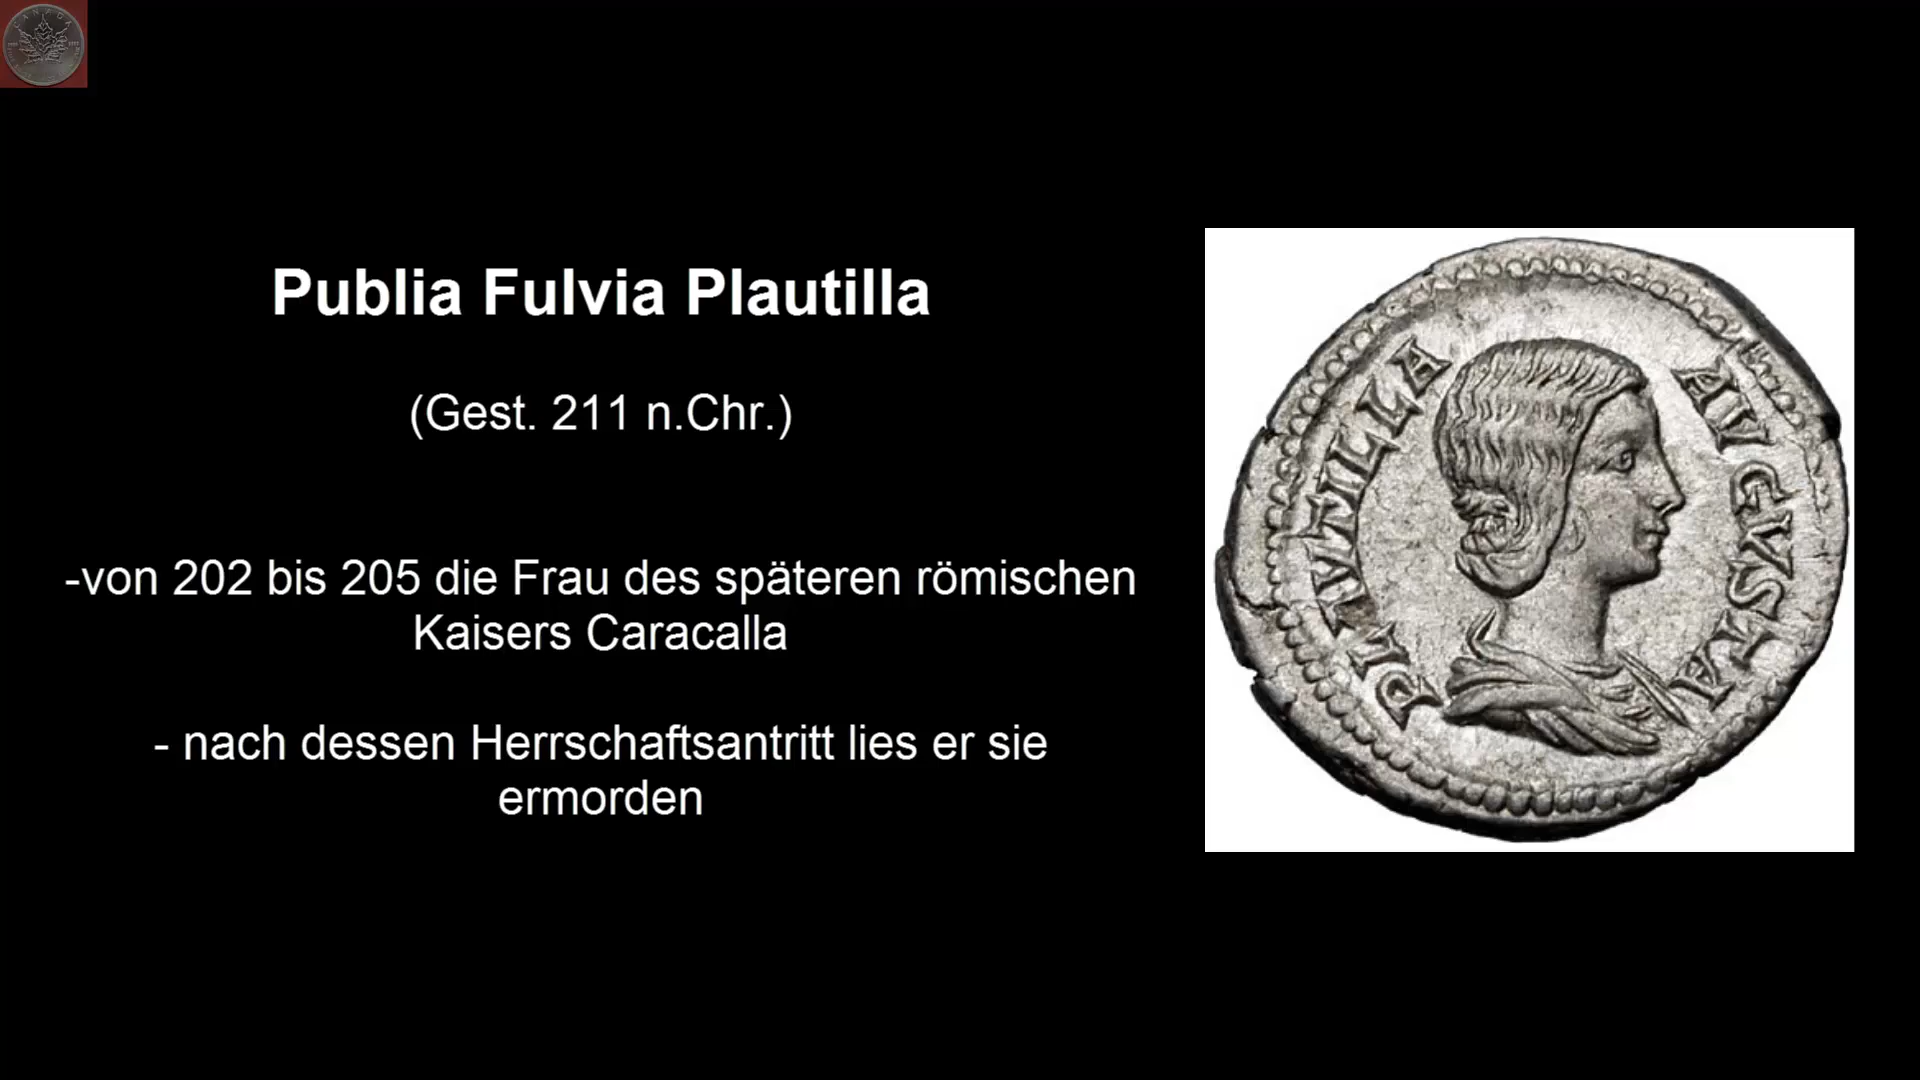 CANADA
Publia Fulvia Plautilla
(Gest. 211 n.Chr.)
-von 202 bis 205 die Frau des späteren römischen
Kaisers Caracalla
- nach dessen Herrschaftsantritt lies er sie
ermorden
PLAVTILLA AVGVSTA